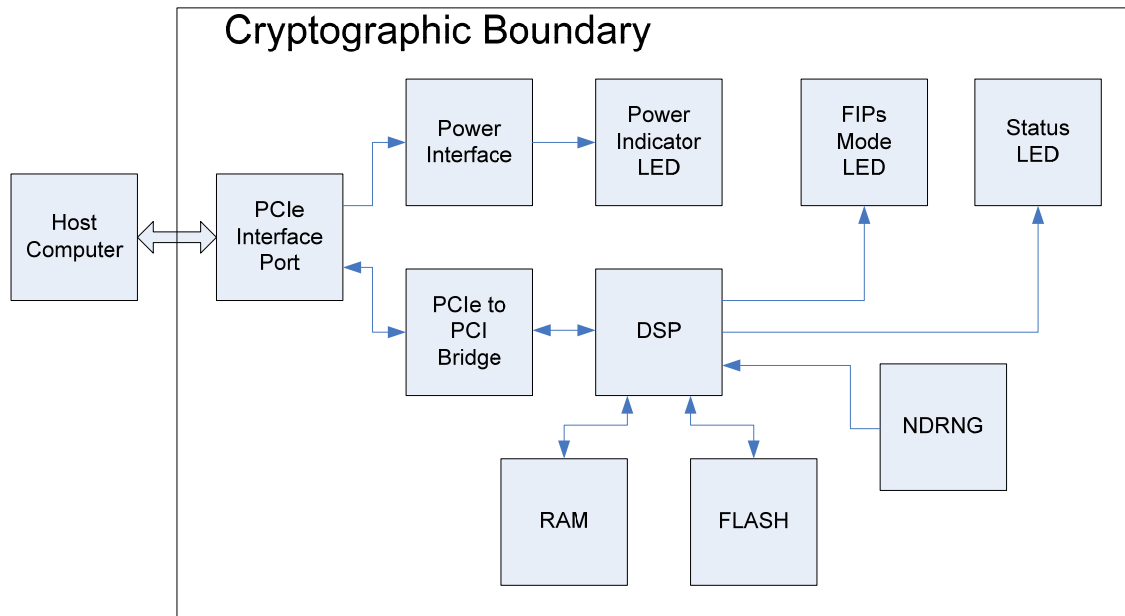 Cryptographic Boundary
Power
Interface
Power
Indicator
LED
FIPs
Mode
LED
Status
LED
Host
Computer
PCIe
Interface
Port
PCIe to
PCI
Bridge
DSP
NDRNG
RAM
FLASH